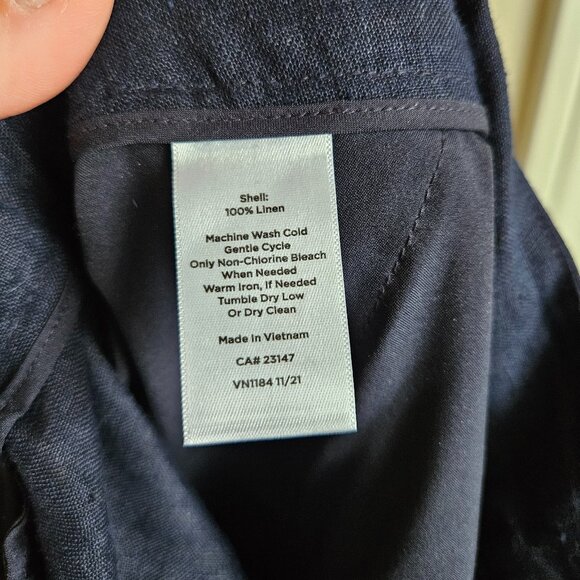 Shell:
100% Linen
Machine Wash Cold
Gentle Cycle
Only Non-Chlorine Bleach
When Needed
Warm Iron, If Needed
Tumble Dry Low
Or Dry Clean
Made In Vietnam
CA# 23147
VN1184 11/21